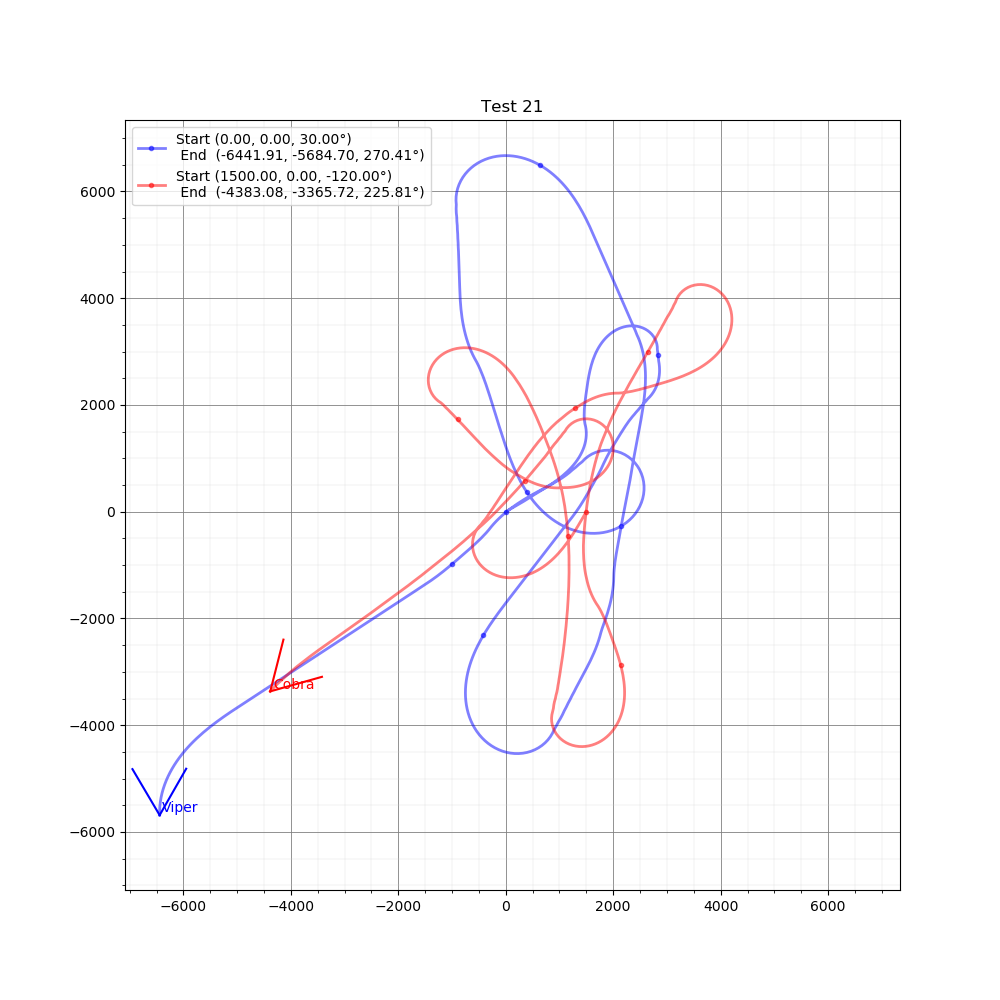 Test 21
Start (0.00, 0.00, 30.00°)
End  (-6441.91, -5684.70, 270.41°)
Start (1500.00, 0.00, -120.00°)
End  (-4383.08, -3365.72, 225.81°)
6000
4000
2000
0
−2000
−4000
−6000
Cobra
Viper
−6000 −4000 −2000 0 2000 4000 6000